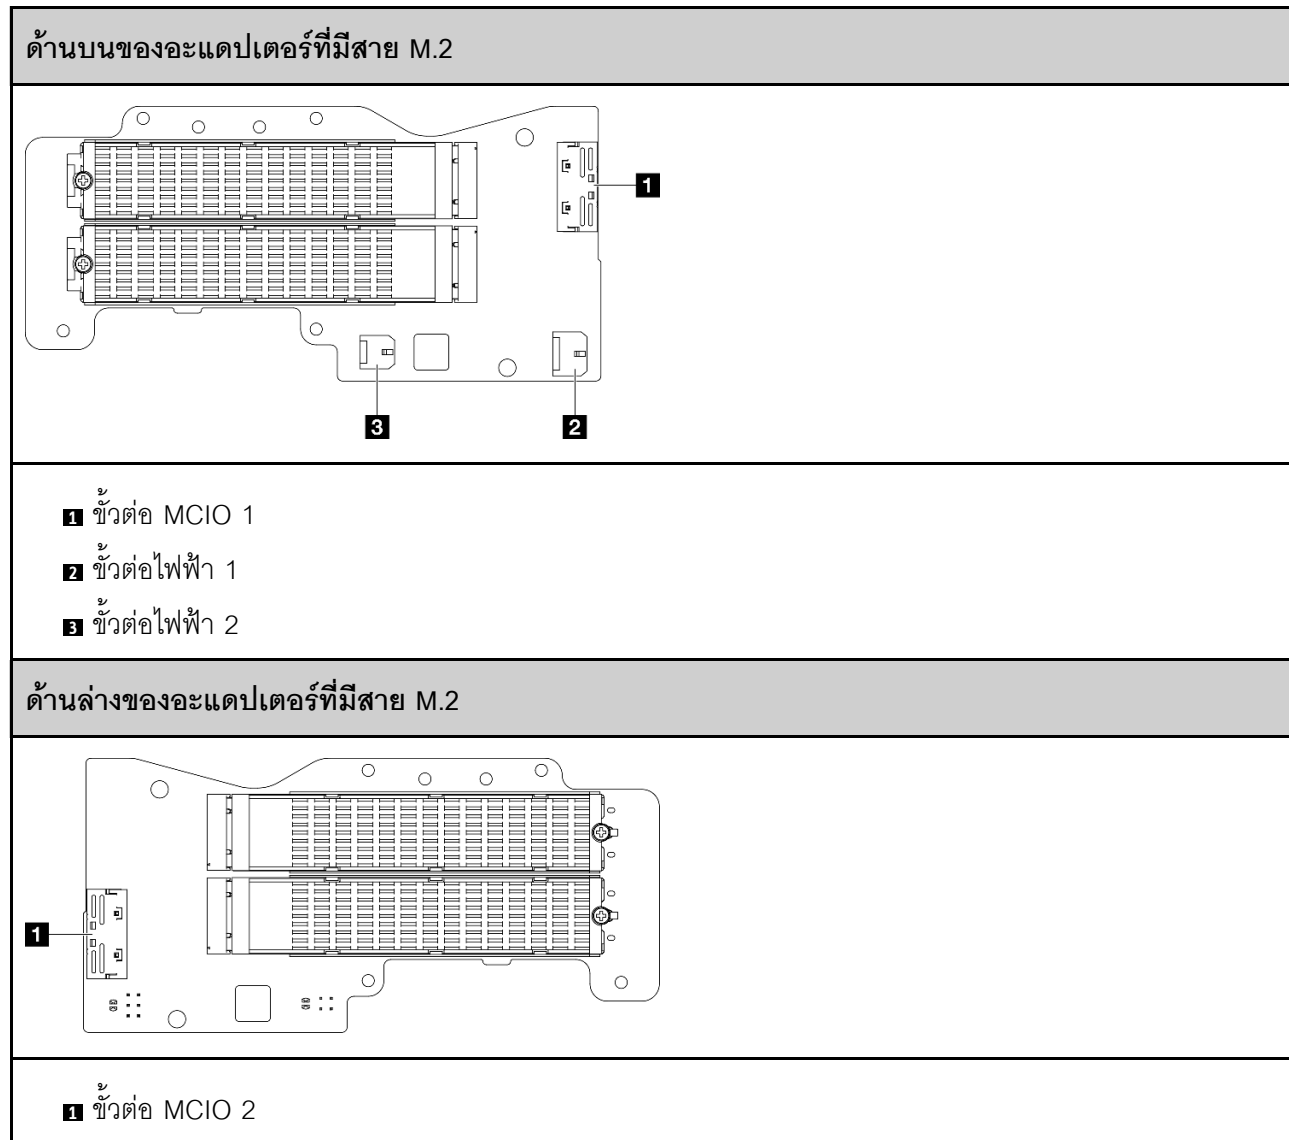 ด้านบนของอะแดปเตอร์ที่มีสาย M.2
1
3
2
1 ขั้วต่อ MCIO 1
2 ขั้วต่อไฟฟ้า 1
3 ขั้วต่อไฟฟ้า 2
ด้านล่างของอะแดปเตอร์ที่มีสาย M.2
1
1 ขั้วต่อ MCIO 2